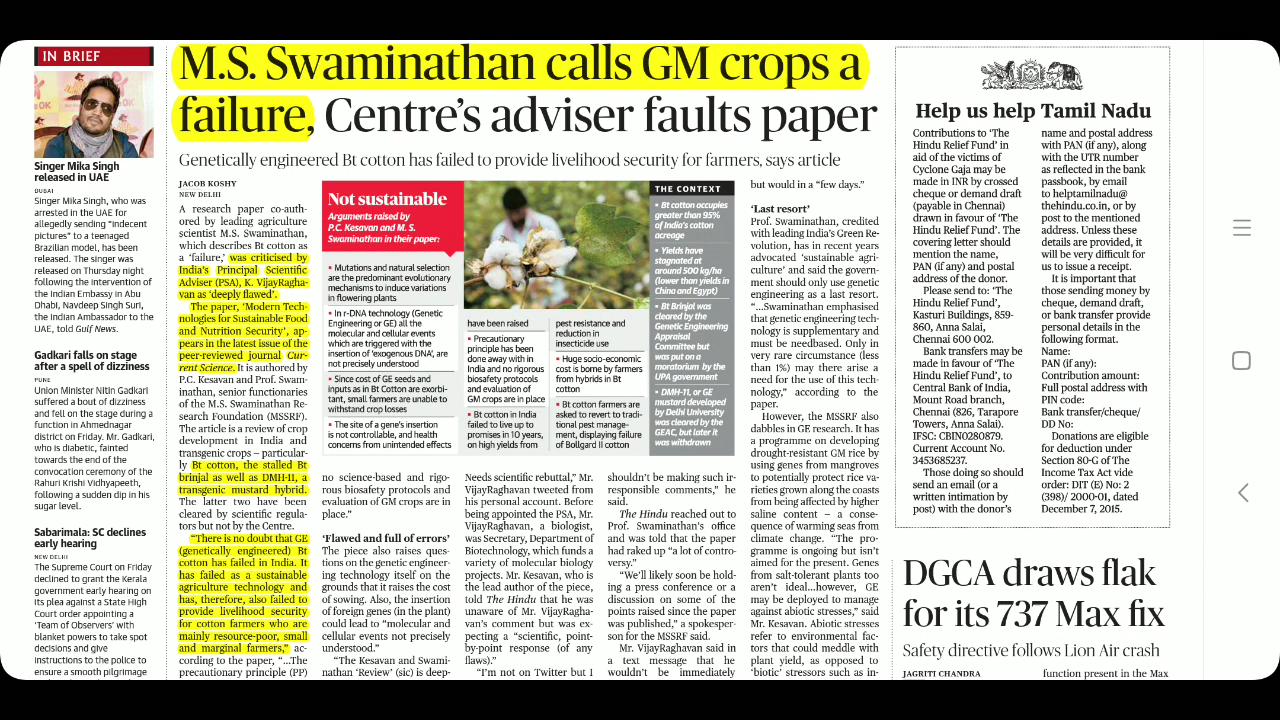 IN BRIEF
Singer Mika Singh
released in UAE
DUBAI
Singer Mika Singh, who was
arrested in the UAE for
allegedly sending "indecent
pictures" to a teenaged
Brazilian model, has been
released. The singer was
released on Thursday night
following the intervention of
the Indian Embassy in Abu
Dhabi, Navdeep Singh Suri,
the Indian Ambassador to the
UAE, told Gulf News.
Gadkari falls on stage
after a spell of dizziness
PUNE
Union Minister Nitin Gadkari
suffered a bout of dizziness
and fell on the stage during a
function in Ahmednagar
district on Friday. Mr. Gadkari,
who is diabetic, fainted
towards the end of the
convocation ceremony of the
Rahuri Krishi Vidhyapeeth,
following a sudden dip in his
sugar level.
Sabarimala: SC declines
early hearing
NEW DELHI
The Supreme Court on Friday
declined to grant the Kerala
government early hearing on
its plea against a State High
Court order appointing a
'Team of Observers' with
blanket powers to take spot
decisions and give
instructions to the police to
ensure a smooth pilgrimage
M.S. Swaminathan calls GM crops a
failure, Centre's adviser faults paper
Genetically engineered Bt cotton has failed to provide livelihood security for farmers, says article
JACOB KOSHY
NEW DELHI
A research paper co-auth-
ored by leading agriculture
scientist M.S. Swaminathan,
which describes Bt cotton as
a 'failure,' was criticised by
India's Principal Scientific
Adviser (PSA), K. VijayRagha-
van as 'deeply flawed'.
The paper, 'Modern Tech-
nologies for Sustainable Food
and Nutrition Security', ap-
pears in the latest issue of the
peer-reviewed journal Cur-
rent Science. It is authored by
P.C. Kesavan and Prof. Swam-
inathan, senior functionaries
of the M.S. Swaminathan Re-
search Foundation (MSSRF).
The article is a review of crop
development in India and
transgenic crops – particular-
ly Bt cotton, the stalled Bt
brinjal as well as DMH-11, a
transgenic mustard hybrid.
The latter two have been
cleared by scientific regula-
tors but not by the Centre.
"There is no doubt that GE
(genetically engineered) Bt
cotton has failed in India. It
has failed as a sustainable
agriculture technology and
has, therefore, also failed to
provide livelihood security
for cotton farmers who are
mainly resource-poor, small
and marginal farmers," ac-
cording to the paper, "...The
precautionary principle (PP)
Not sustainable
Arguments raised by
P.C. Kesavan and M. S.
Swaminathan in their paper:
▪ Mutations and natural selection
are the predominant evolutionary
mechanisms to induce variations
in flowering plants
▪ In r-DNA technology (Genetic
Engineering or GE) all the
molecular and cellular events
which are triggered with the
insertion of 'exogenous DNA', are
not precisely understood
▪ Since cost of GE seeds and
inputs as in Bt Cotton are exorbi-
tant, small farmers are unable to
withstand crop losses
▪ The site of a gene's insertion
is not controllable, and health
concerns from unintended effects
have been raised
▪ Precautionary
principle has been
done away with in
India and no rigorous
biosafety protocols
and evaluation of
GM crops are in place
▪ Bt cotton in India
failed to live up to
promises in 10 years,
on high yields from
pest resistance and
reduction in
insecticide use
▪ Huge socio-economic
cost is borne by farmers
from hybrids in Bt
cotton
▪ Bt cotton farmers are
asked to revert to tradi-
tional pest manage-
ment, displaying failure
of Bollgard II cotton
THE CONTEXT
▪ Bt cotton occupies
greater than 95%
of India's cotton
acreage
▪ Yields have
stagnated at
around 500 kg/ha
(lower than yields in
China and Egypt)
▪ Bt Brinjal was
cleared by the
Genetic Engineering
Appraisal
Committee but
was put on a
moratorium by the
UPA government
▪ DMH-11, or GE
mustard developed
by Delhi University
was cleared by the
GEAC, but later it
was withdrawn
no science-based and rigo-
rous biosafety protocols and
evaluation of GM crops are in
place."
'Flawed and full of errors'
The piece also raises ques-
tions on the genetic engineer-
ing technology itself on the
grounds that it raises the cost
of sowing. Also, the insertion
of foreign genes (in the plant)
could lead to "molecular and
cellular events not precisely
understood."
"The Kesavan and Swami-
nathan 'Review' (sic) is deep-
Needs scientific rebuttal," Mr.
VijayRaghavan tweeted from
his personal account. Before
being appointed the PSA, Mr.
VijayRaghavan, a biologist,
was Secretary, Department of
Biotechnology, which funds a
variety of molecular biology
projects. Mr. Kesavan, who is
the lead author of the piece,
told The Hindu that he was
unaware of Mr. VijayRagha-
van's comment but was ex-
pecting a "scientific, point-
by-point response (of any
flaws)."
"I'm not on Twitter but I
shouldn't be making such ir-
responsible comments," he
said.
The Hindu reached out to
Prof. Swaminathan's office
and was told that the paper
had raked up "a lot of contro-
versy."
"We'll likely soon be hold-
ing a press conference or a
discussion on some of the
points raised since the paper
was published," a spokesper-
son for the MSSRF said.
Mr. VijayRaghavan said in
a text message that he
wouldn't be immediately
but would in a "few days."
'Last resort'
Prof. Swaminathan, credited
with leading India's Green Re-
volution, has in recent years
advocated 'sustainable agri-
culture' and said the govern-
ment should only use genetic
engineering as a last resort.
"...Swaminathan emphasised
that genetic engineering tech-
nology is supplementary and
must be needbased. Only in
very rare circumstance (less
than 1%) may there arise a
need for the use of this tech-
nology," according to the
paper.
However, the MSSRF also
dabbles in GE research. It has
a programme on developing
drought-resistant GM rice by
using genes from mangroves
to potentially protect rice va-
rieties grown along the coasts
from being affected by higher
saline content – a conse-
quence of warming seas from
climate change. "The pro-
gramme is ongoing but isn't
aimed for the present. Genes
from salt-tolerant plants too
aren't ideal...however, GE
may be deployed to manage
against abiotic stresses," said
Mr. Kesavan. Abiotic stresses
refer to environmental fac-
tors that could meddle with
plant yield, as opposed to
'biotic' stressors such as in-
Help us help Tamil Nadu
Contributions to 'The
Hindu Relief Fund' in
aid of the victims of
Cyclone Gaja may be
made in INR by crossed
cheque or demand draft
(payable in Chennai)
drawn in favour of 'The
Hindu Relief Fund'. The
covering letter should
mention the name,
PAN (if any) and postal
address of the donor.
Please send to: 'The
Hindu Relief Fund',
Kasturi Buildings, 859-
860, Anna Salai,
Chennai 600 002.
Bank transfers may be
made in favour of 'The
Hindu Relief Fund', to
Central Bank of India,
Mount Road branch,
Chennai (826, Tarapore
Towers, Anna Salai).
IFSC: CBIN0280879.
Current Account No.
3453685237.
Those doing so should
send an email (or a
written intimation by
post) with the donor's
name and postal address
with PAN (if any), along
with the UTR number
as reflected in the bank
passbook, by email
to helptamilnadu@
thehindu.co.in, or by
post to the mentioned
address. Unless these
details are provided, it
will be very difficult for
us to issue a receipt.
It is important that
those sending money by
cheque, demand draft,
or bank transfer provide
personal details in the
following format.
Name:
PAN (if any):
Contribution amount:
Full postal address with
PIN code:
Bank transfer/cheque/
DD No:
Donations are eligible
for deduction under
Section 80-G of The
Income Tax Act vide
order: DIT (E) No: 2
(398)/ 2000-01, dated
December 7, 2015.
DGCA draws flak
for its 737 Max fix
Safety directive follows Lion Air crash
JAGRITI CHANDRA
function present in the Max